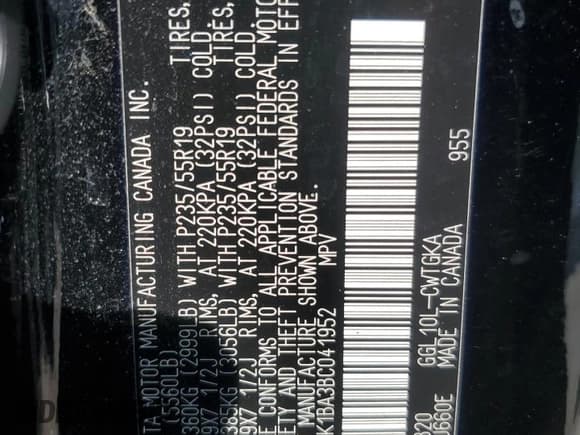 TA MOTOR MANUFACTURING CANADA INC.
(5560LB)
360KG (2999LB) WITH P235/55R19 TIRES,
9X7 1/2J RIMS, AT 220KPA (32PSI) COLD
385KG (3056LB) WITH P235/55R19 TIRES,
9X7 1/2J RIMS, AT 220KPA (32PSI) COLD.
E CONFORMS TO ALL APPLICABLE FEDERAL MOTOR
ETY AND THEFT PREVENTION STANDARDS IN EFF
MANUFACTURE SHOWN ABOVE.
K1BA3BC041952 MPV
955
020 GGL10L-CWTGKA
U660E MADE IN CANADA